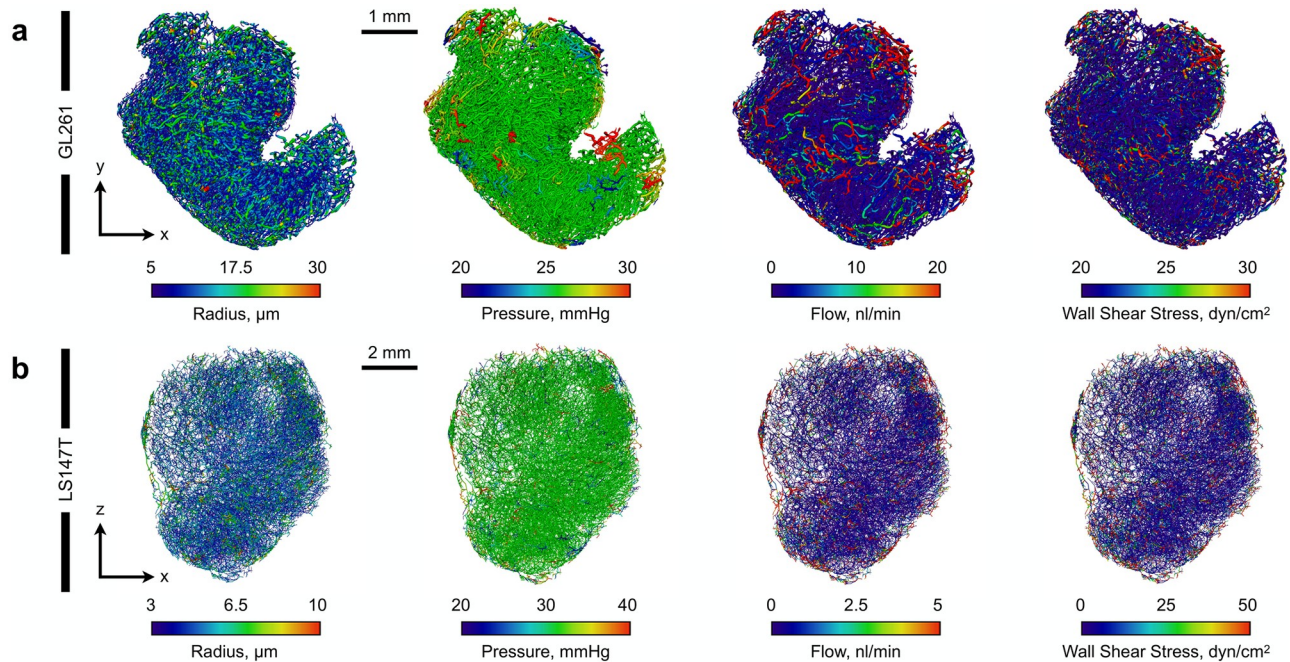 a
1 mm
GL261
y
x
5 17.5 30
Radius, µm
20 25 30
Pressure, mmHg
0 10 20
Flow, nl/min
20 25 30
Wall Shear Stress, dyn/cm²
b
2 mm
LS147T
z
x
3 6.5 10
Radius, µm
20 30 40
Pressure, mmHg
0 2.5 5
Flow, nl/min
0 25 50
Wall Shear Stress, dyn/cm²